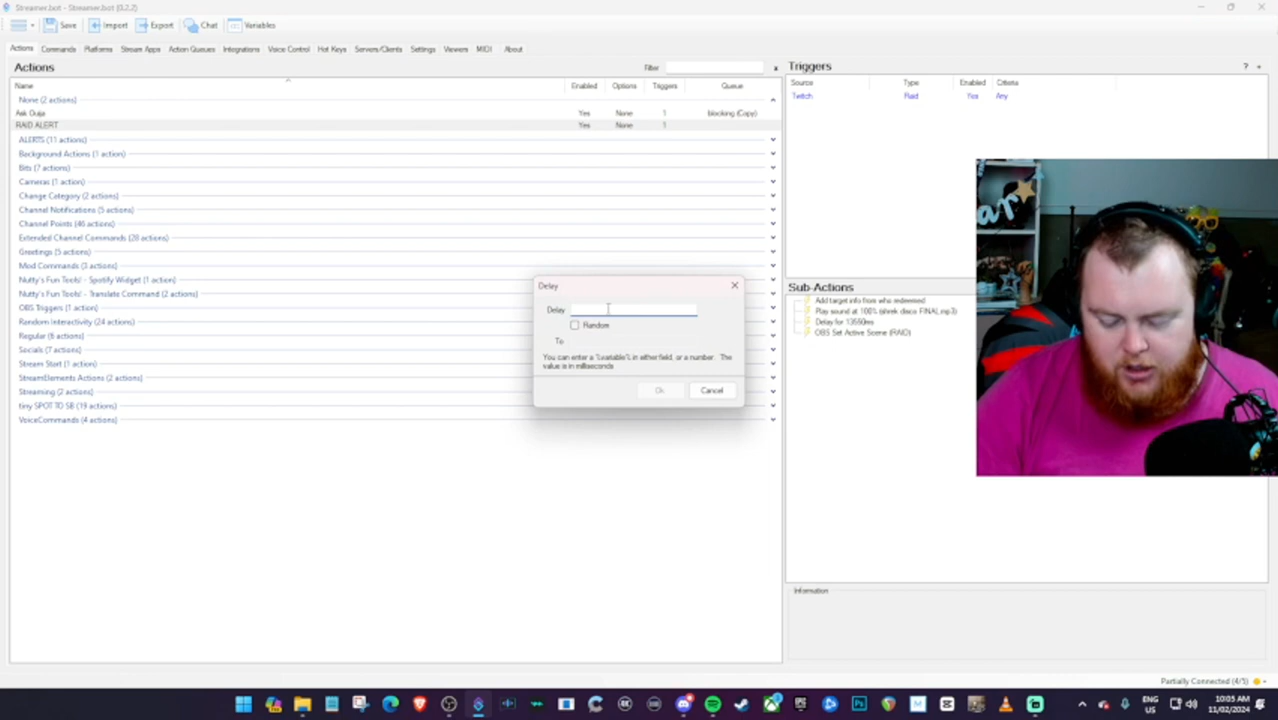 Streamer.bot - Streamer.bot (0.2.2)
Save Import Export Chat Variables
Actions Commands Platforms Stream Apps Action Queues Integrations Voice Control Hot Keys Servers/Clients Settings Viewers MIDI About
Actions
Filter
Name Enabled Options Triggers Queue
None (2 actions)
Ask Ouija Yes None 1 blocking (Copy)
RAID ALERT Yes None 1
ALERTS (11 actions)
Background Actions (1 action)
Bits (7 actions)
Cameras (1 action)
Change Category (2 actions)
Channel Notifications (5 actions)
Channel Points (46 actions)
Extended Channel Commands (28 actions)
Greetings (5 actions)
Mod Commands (3 actions)
Nutty's Fun Tools! - Spotify Widget (1 action)
Nutty's Fun Tools! - Translate Command (2 actions)
OBS Triggers (1 action)
Random Interactivity (24 actions)
Regular (6 actions)
Socials (7 actions)
Stream Start (1 action)
StreamElements Actions (2 actions)
Streaming (2 actions)
tiny SPOT TO SB (19 actions)
VoiceCommands (4 actions)
Delay
Delay
Random
To
You can enter a %variable% in either field, or a number. The
value is in milliseconds
Ok Cancel
Triggers
?
Source Type Enabled Criteria
Twitch Raid Yes Any
ar
Sub-Actions
Add target info from who redeemed
Play sound at 100% (shrek disco FINAL.mp3)
Delay for 13550ms
OBS Set Active Scene (RAID)
Information
Partially Connected (4/5)
ENG
US
10:05 AM
11/02/2024